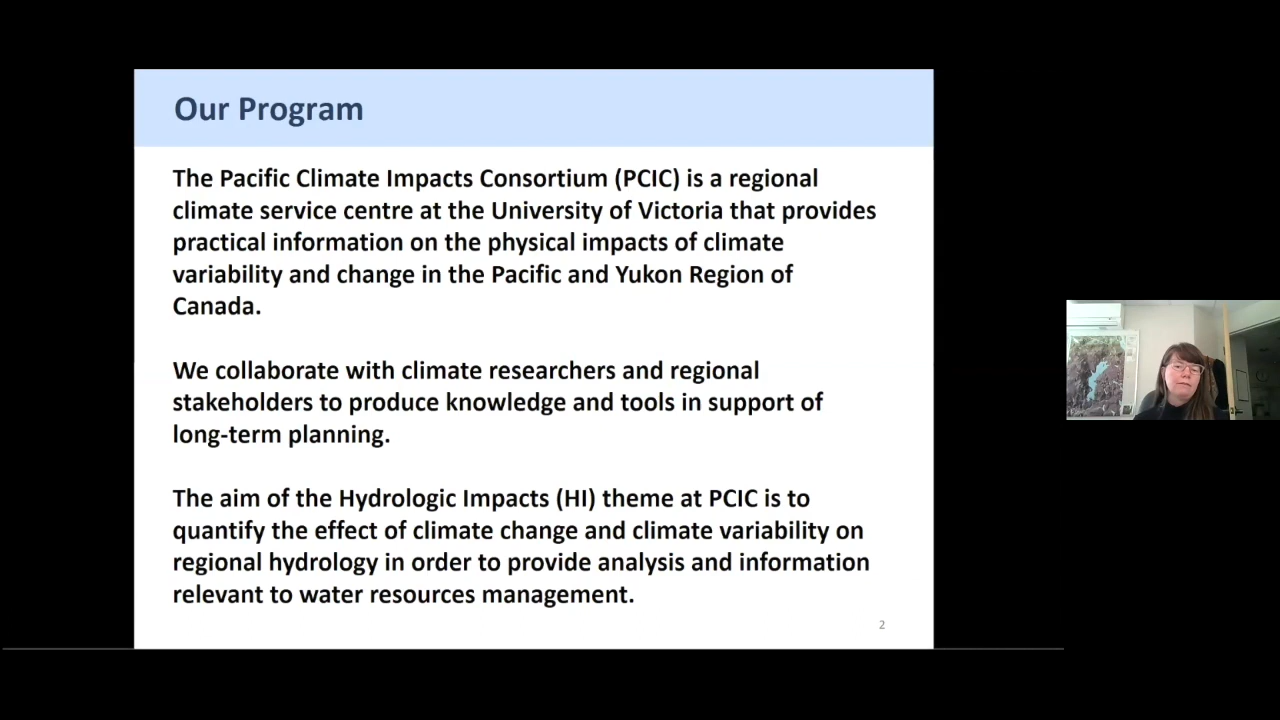 Our Program
The Pacific Climate Impacts Consortium (PCIC) is a regional
climate service centre at the University of Victoria that provides
practical information on the physical impacts of climate
variability and change in the Pacific and Yukon Region of
Canada.
We collaborate with climate researchers and regional
stakeholders to produce knowledge and tools in support of
long-term planning.
The aim of the Hydrologic Impacts (HI) theme at PCIC is to
quantify the effect of climate change and climate variability on
regional hydrology in order to provide analysis and information
relevant to water resources management.
2